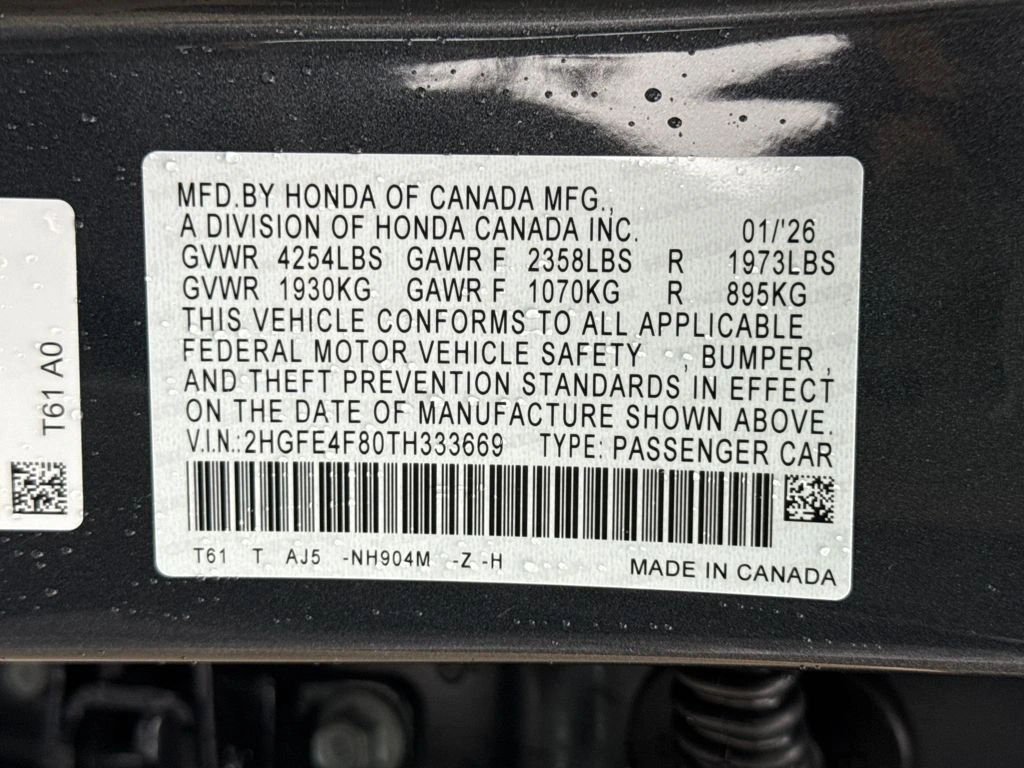 MFD.BY HONDA OF CANADA MFG.,
A DIVISION OF HONDA CANADA INC. 01/'26
GVWR 4254LBS GAWR F 2358LBS R 1973LBS
GVWR 1930KG GAWR F 1070KG R 895KG
THIS VEHICLE CONFORMS TO ALL APPLICABLE
FEDERAL MOTOR VEHICLE SAFETY , BUMPER ,
AND THEFT PREVENTION STANDARDS IN EFFECT
ON THE DATE OF MANUFACTURE SHOWN ABOVE.
V.I.N.:2HGFE4F80TH333669 TYPE: PASSENGER CAR
T61 T AJ5 -NH904M -Z -H
MADE IN CANADA
T61 A0